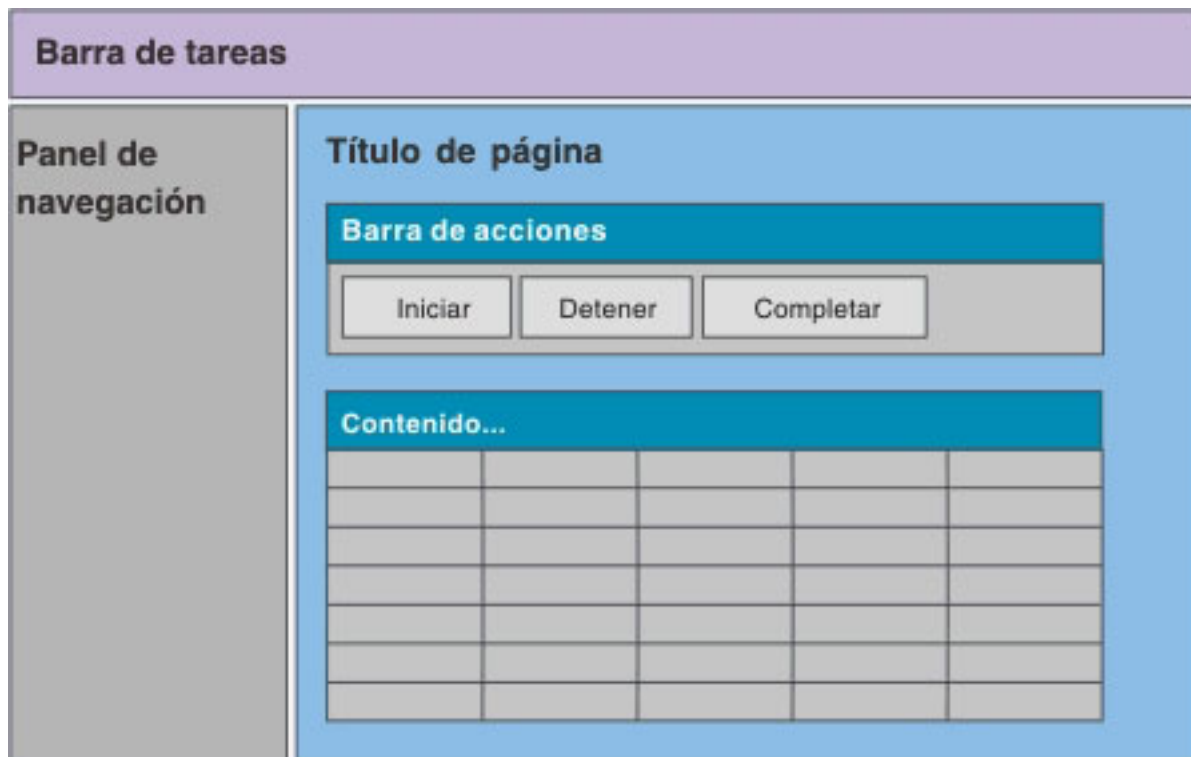 Barra de tareas
Panel de
navegación
Título de página
Barra de acciones
Iniciar
Detener
Completar
Contenido...